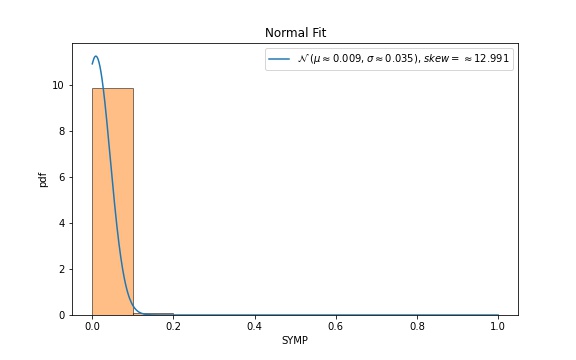 Normal Fit
𝒩 (μ ≈ 0.009, σ ≈ 0.035), skew = ≈ 12.991
pdf
10
8
6
4
2
0
0.0 0.2 0.4 0.6 0.8 1.0
SYMP